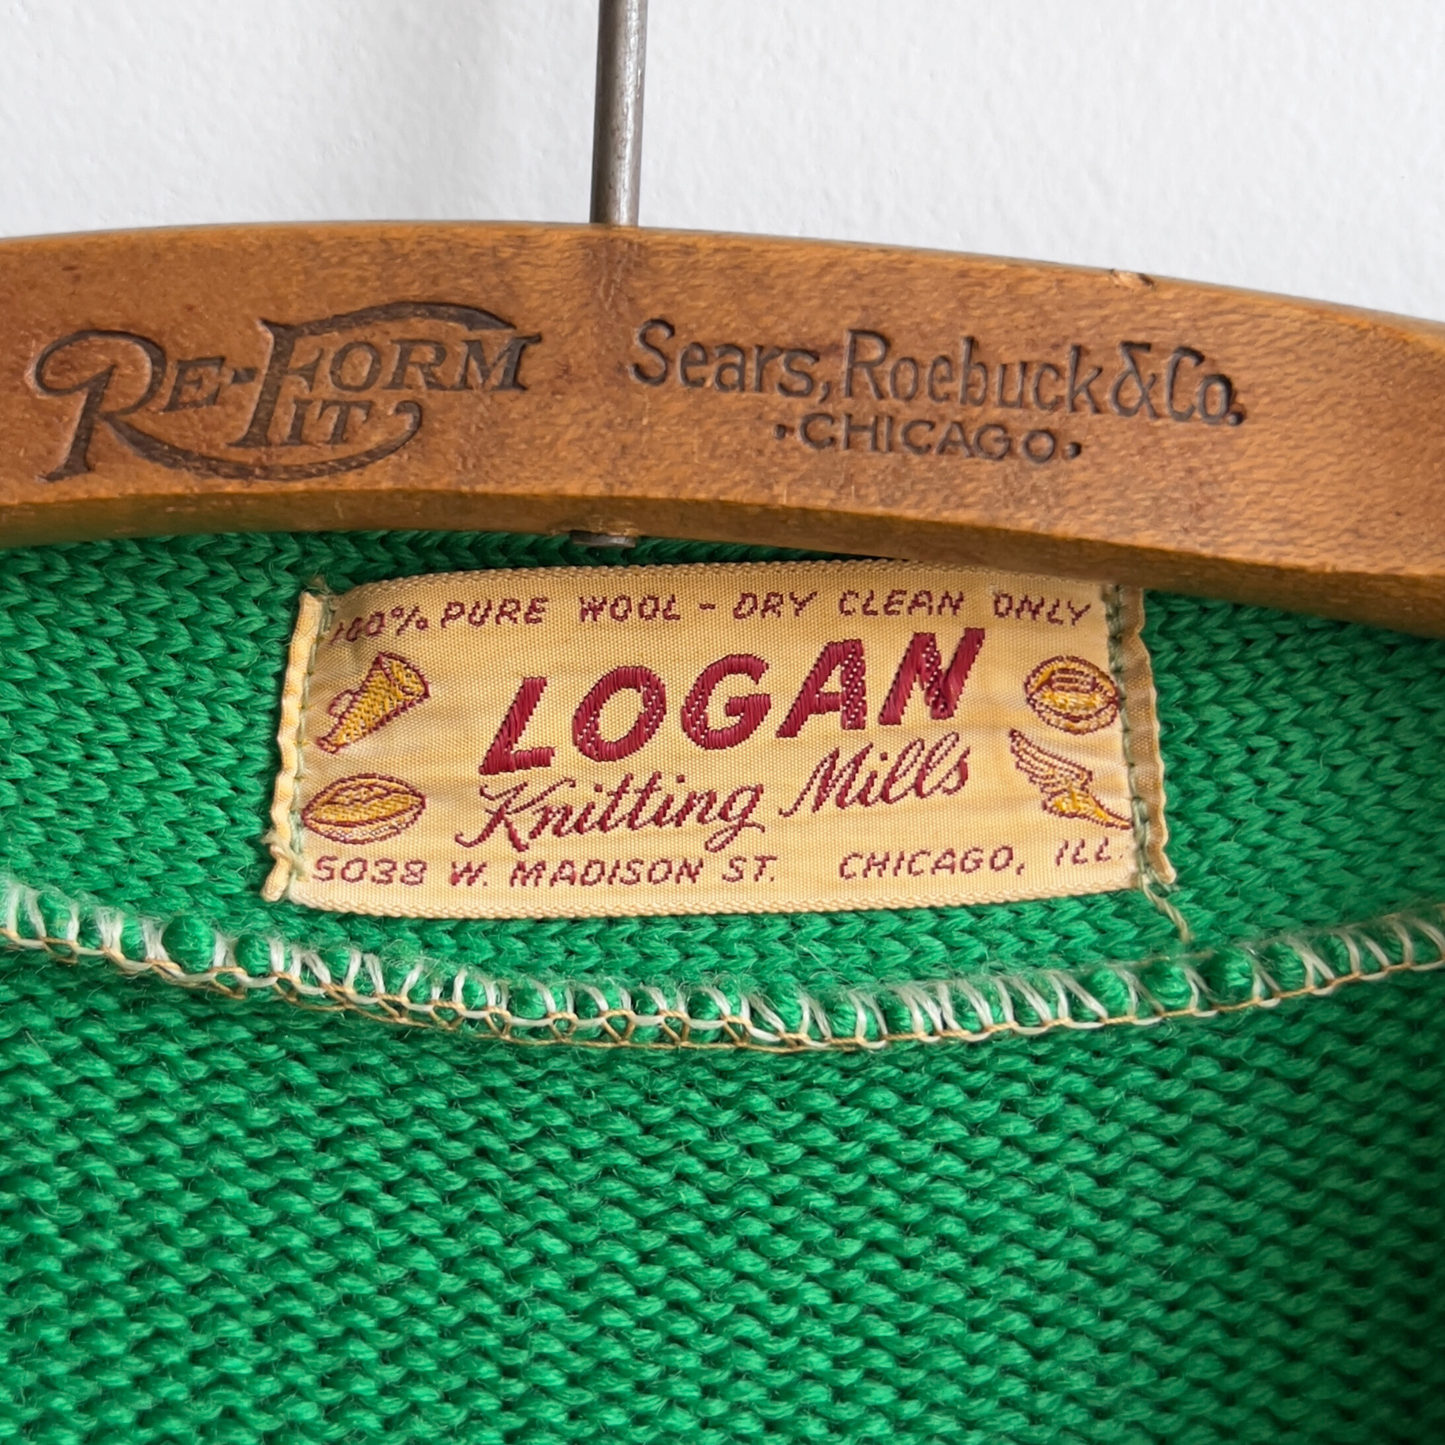 RE-FORM
FIT
Sears, Roebuck & Co.
·CHICAGO·
100% PURE WOOL - DRY CLEAN ONLY
LOGAN
Knitting Mills
5038 W. MADISON ST. CHICAGO, ILL.